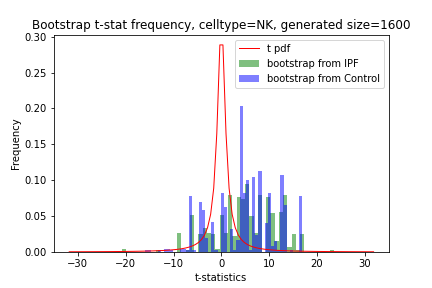 Bootstrap t-stat frequency, celltype=NK, generated size=1600
0.30
0.25
0.20
0.15
0.10
0.05
0.00
Frequency
t pdf
bootstrap from IPF
bootstrap from Control
−30 −20 −10 0 10 20 30
t-statistics